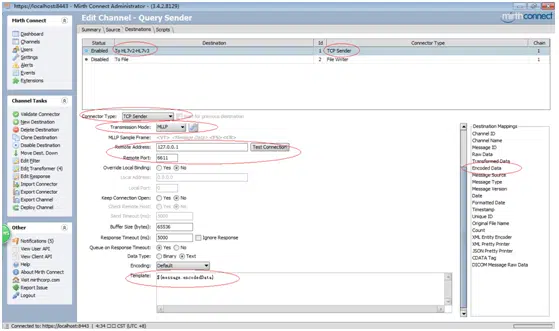 https://localhost:8443 - Mirth Connect Administrator - (3.4.2.8129)
Mirth Connect
Dashboard
Channels
Users
Settings
Alerts
Events
Extensions
Channel Tasks
Validate Connector
New Destination
Delete Destination
Clone Destination
Disable Destination
Move Dest. Down
Edit Filter
Edit Transformer (4)
Edit Response
Import Connector
Export Connector
Export Channel
Deploy Channel
Other
Notifications (5)
View User API
View Client API
Help
About Mirth Connect
Visit mirthcorp.com
Report Issue
Logout
Edit Channel - Query Sender
mirth connect
Summary Source Destinations Scripts
Status Destination Id Connector Type Chain
Enabled To HL7v2-HL7v3 1 TCP Sender 1
Disabled To File 2 File Writer 1
Connector Type: TCP Sender
Transmission Mode: MLLP
MLLP Sample Frame:
Remote Address: 127.0.0.1 Test Connection
Remote Port: 6611
Override Local Binding: Yes No
Local Address: 0.0.0.0
Local Port: 0
Keep Connection Open: Yes No
Yes No
Send Timeout (ms): 5000
Buffer Size (bytes): 65536
Response Timeout (ms): 5000 Ignore Response
Queue on Response Timeout: Yes No
Data Type: Binary Text
Encoding: Default
Template: ${message.encodedData}
Destination Mappings
Channel ID
Channel Name
Message ID
Raw Data
Transformed Data
Encoded Data
Message Source
Message Type
Message Version
Date
Formatted Date
Timestamp
Unique ID
Original File Name
Count
XML Entity Encoder
XML Pretty Printer
JSON Pretty Printer
CDATA Tag
DICOM Message Raw Data
Connected to: https://localhost:8443 | 4:34 CST (UTC +8)